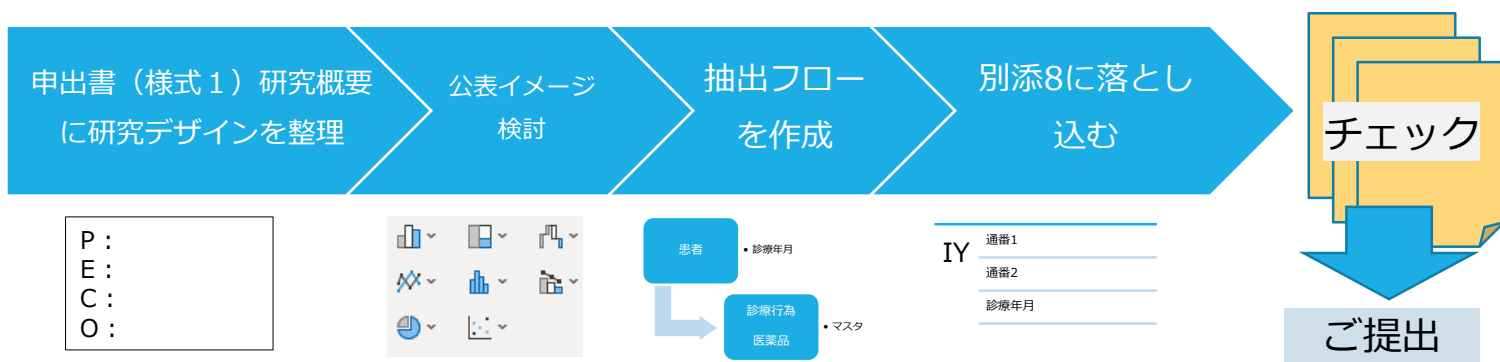 申出書（様式１）研究概要
に研究デザインを整理
公表イメージ
検討
抽出フロー
を作成
別添8に落とし
込む
チェック
P：
E：
C：
O：
患者
• 診療年月
診療行為
医薬品
• マスタ
IY
通番1
通番2
診療年月
ご提出